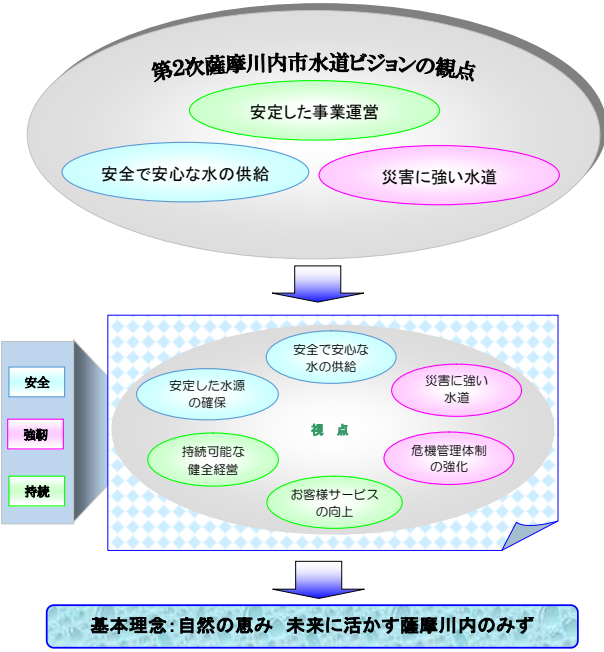 第2次薩摩川内市水道ビジョンの観点
安定した事業運営
安全で安心な水の供給
災害に強い水道
安全
強靭
持続
安全で安心な
水の供給
安定した水源
の確保
災害に強い
水道
視 点
持続可能な
健全経営
危機管理体制
の強化
お客様サービス
の向上
基本理念：自然の恵み 未来に活かす薩摩川内のみず